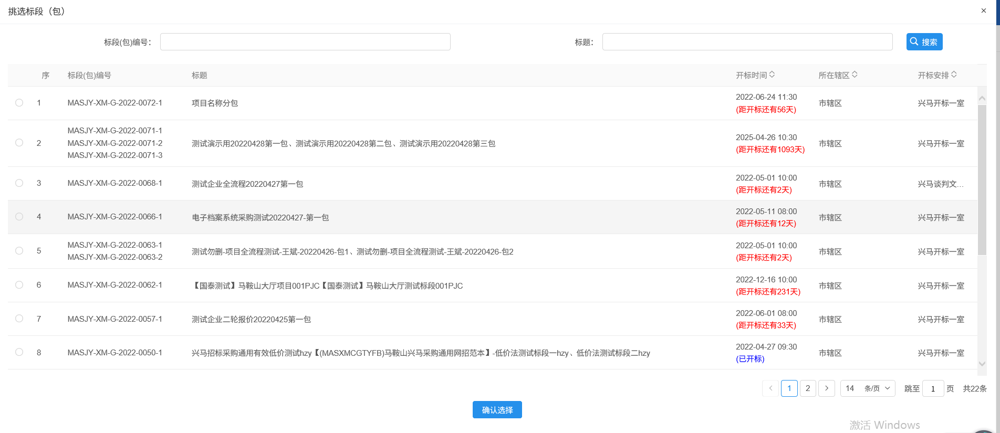 挑选标段（包）
×
标段(包)编号：
标题：
搜索
序 标段(包)编号 标题 开标时间 所在辖区 开标安排
1 MASJY-XM-G-2022-0072-1 项目名称分包 2022-06-24 11:30 市辖区 兴马开标一室
(距开标还有56天)
MASJY-XM-G-2022-0071-1
2 MASJY-XM-G-2022-0071-2 测试演示用20220428第一包、测试演示用20220428第二包、测试演示用20220428第三包 2025-04-26 10:30 市辖区 兴马开标一室
MASJY-XM-G-2022-0071-3 (距开标还有1093天)
3 MASJY-XM-G-2022-0068-1 测试企业全流程20220427第一包 2022-05-01 10:00 市辖区 兴马谈判文...
(距开标还有2天)
4 MASJY-XM-G-2022-0066-1 电子档案系统采购测试20220427-第一包 2022-05-11 08:00 市辖区 兴马开标一室
(距开标还有12天)
5 MASJY-XM-G-2022-0063-1 测试勿删-项目全流程测试-王斌-20220426-包1、测试勿删-项目全流程测试-王斌-20220426-包2 2022-05-01 10:00 市辖区 兴马开标一室
MASJY-XM-G-2022-0063-2 (距开标还有2天)
6 MASJY-XM-G-2022-0062-1 【国泰测试】马鞍山大厅项目001PJC【国泰测试】马鞍山大厅测试标段001PJC 2022-12-16 10:00 市辖区 兴马开标一室
(距开标还有231天)
7 MASJY-XM-G-2022-0057-1 测试企业二轮报价20220425第一包 2022-06-01 08:00 市辖区 兴马开标一室
(距开标还有33天)
8 MASJY-XM-G-2022-0050-1 兴马招标采购通用有效低价测试hzy【(MASXMCGTYFB)马鞍山兴马采购通用网招范本】-低价法测试标段一hzy、低价法测试标段二hzy 2022-04-27 09:30 市辖区 兴马开标一室
(已开标)
1 2 14 条/页 跳至 1 页 共22条
确认选择
激活 Windows